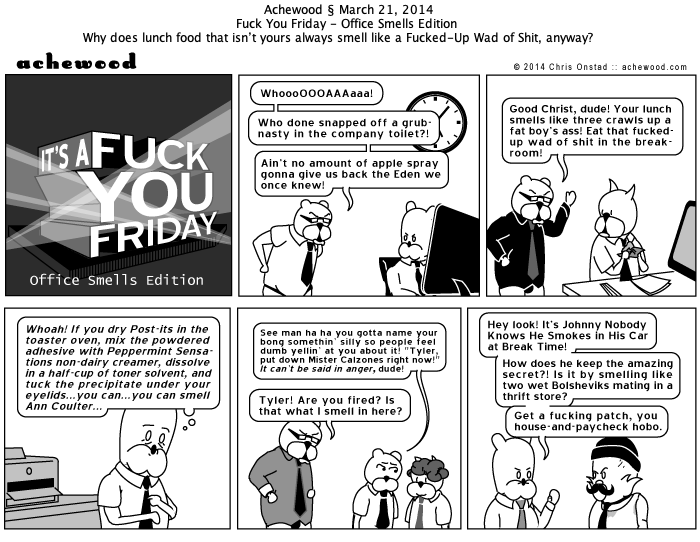 Achewood § March 21, 2014
Fuck You Friday – Office Smells Edition
Why does lunch food that isn't yours always smell like a Fucked-Up Wad of Shit, anyway?
achewood
© 2014 Chris Onstad :: achewood.com
IT'S A FUCK
YOU
FRIDAY
Office Smells Edition
WhoooOOOAAAaaa!
Who done snapped off a grub-
nasty in the company toilet?!
Ain't no amount of apple spray
gonna give us back the Eden we
once knew!
Good Christ, dude! Your lunch
smells like three crawls up a
fat boy's ass! Eat that fucked-
up wad of shit in the break-
room!
Whoah! If you dry Post-its in the
toaster oven, mix the powdered
adhesive with Peppermint Sensa-
tions non-dairy creamer, dissolve
in a half-cup of toner solvent, and
tuck the precipitate under your
eyelids...you can...you can smell
Ann Coulter...
See man ha ha you gotta name your
bong somethin' silly so people feel
dumb yellin' at you about it! "Tyler,
put down Mister Calzones right now!"
It can't be said in anger, dude!
Tyler! Are you fired? Is
that what I smell in here?
Hey look! It's Johnny Nobody
Knows He Smokes in His Car
at Break Time!
How does he keep the amazing
secret?! Is it by smelling like
two wet Bolsheviks mating in a
thrift store?
Get a fucking patch, you
house-and-paycheck hobo.